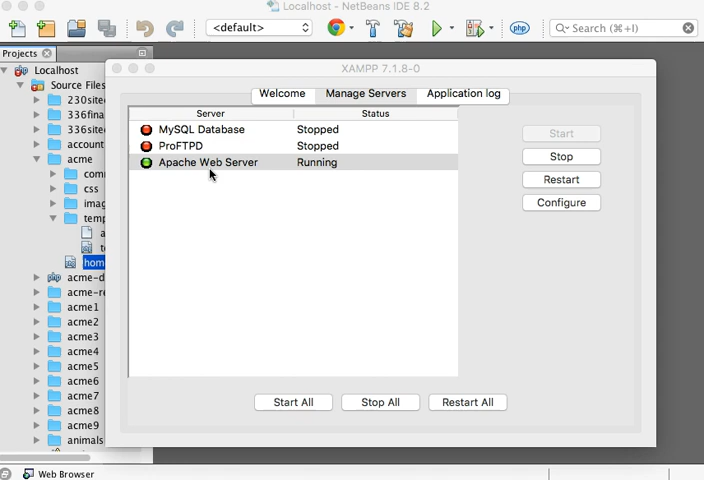 Localhost - NetBeans IDE 8.2
<default>
php
Search (⌘+I)
Projects
Localhost
Source Files
230site
336fina
336site
account
acme
com
css
imag
temp
a
te
hom
acme-d
acme-re
acme1
acme2
acme3
acme4
acme5
acme6
acme7
acme8
acme9
animals
XAMPP 7.1.8-0
Welcome Manage Servers Application log
Server Status
MySQL Database Stopped
ProFTPD Stopped
Apache Web Server Running
Start
Stop
Restart
Configure
Start All Stop All Restart All
Web Browser